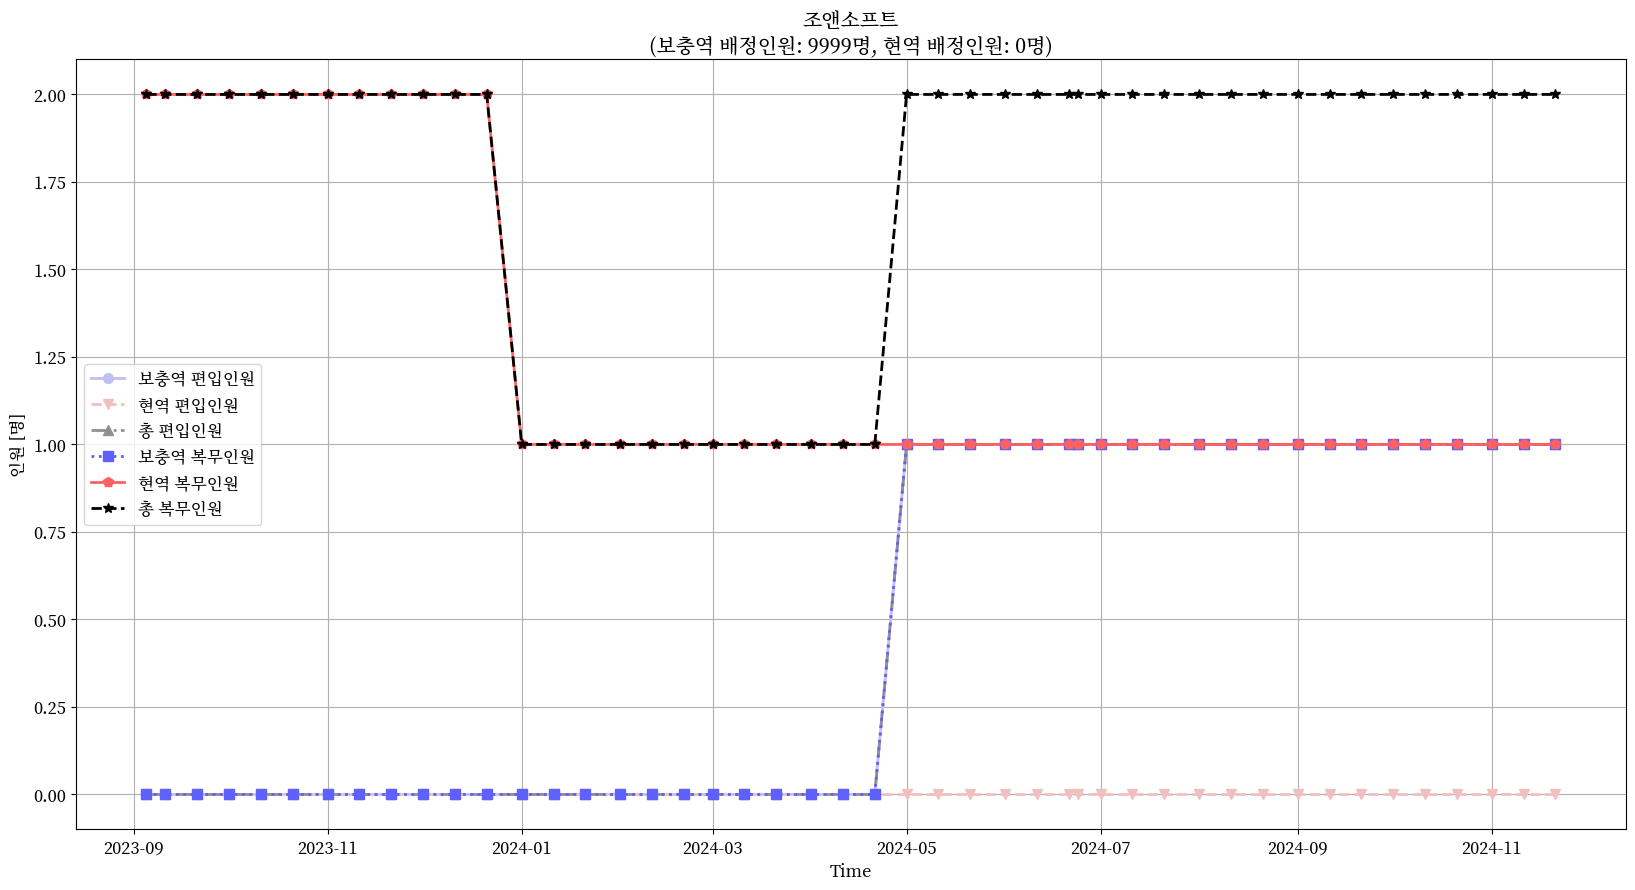 조앤소프트
(보충역 배정인원: 9999명, 현역 배정인원: 0명)
2.00
1.75
1.50
1.25
1.00
0.75
0.50
0.25
0.00
인원 [명]
보충역 편입인원
현역 편입인원
총 편입인원
보충역 복무인원
현역 복무인원
총 복무인원
2023-09
2023-11
2024-01
2024-03
2024-05
2024-07
2024-09
2024-11
Time